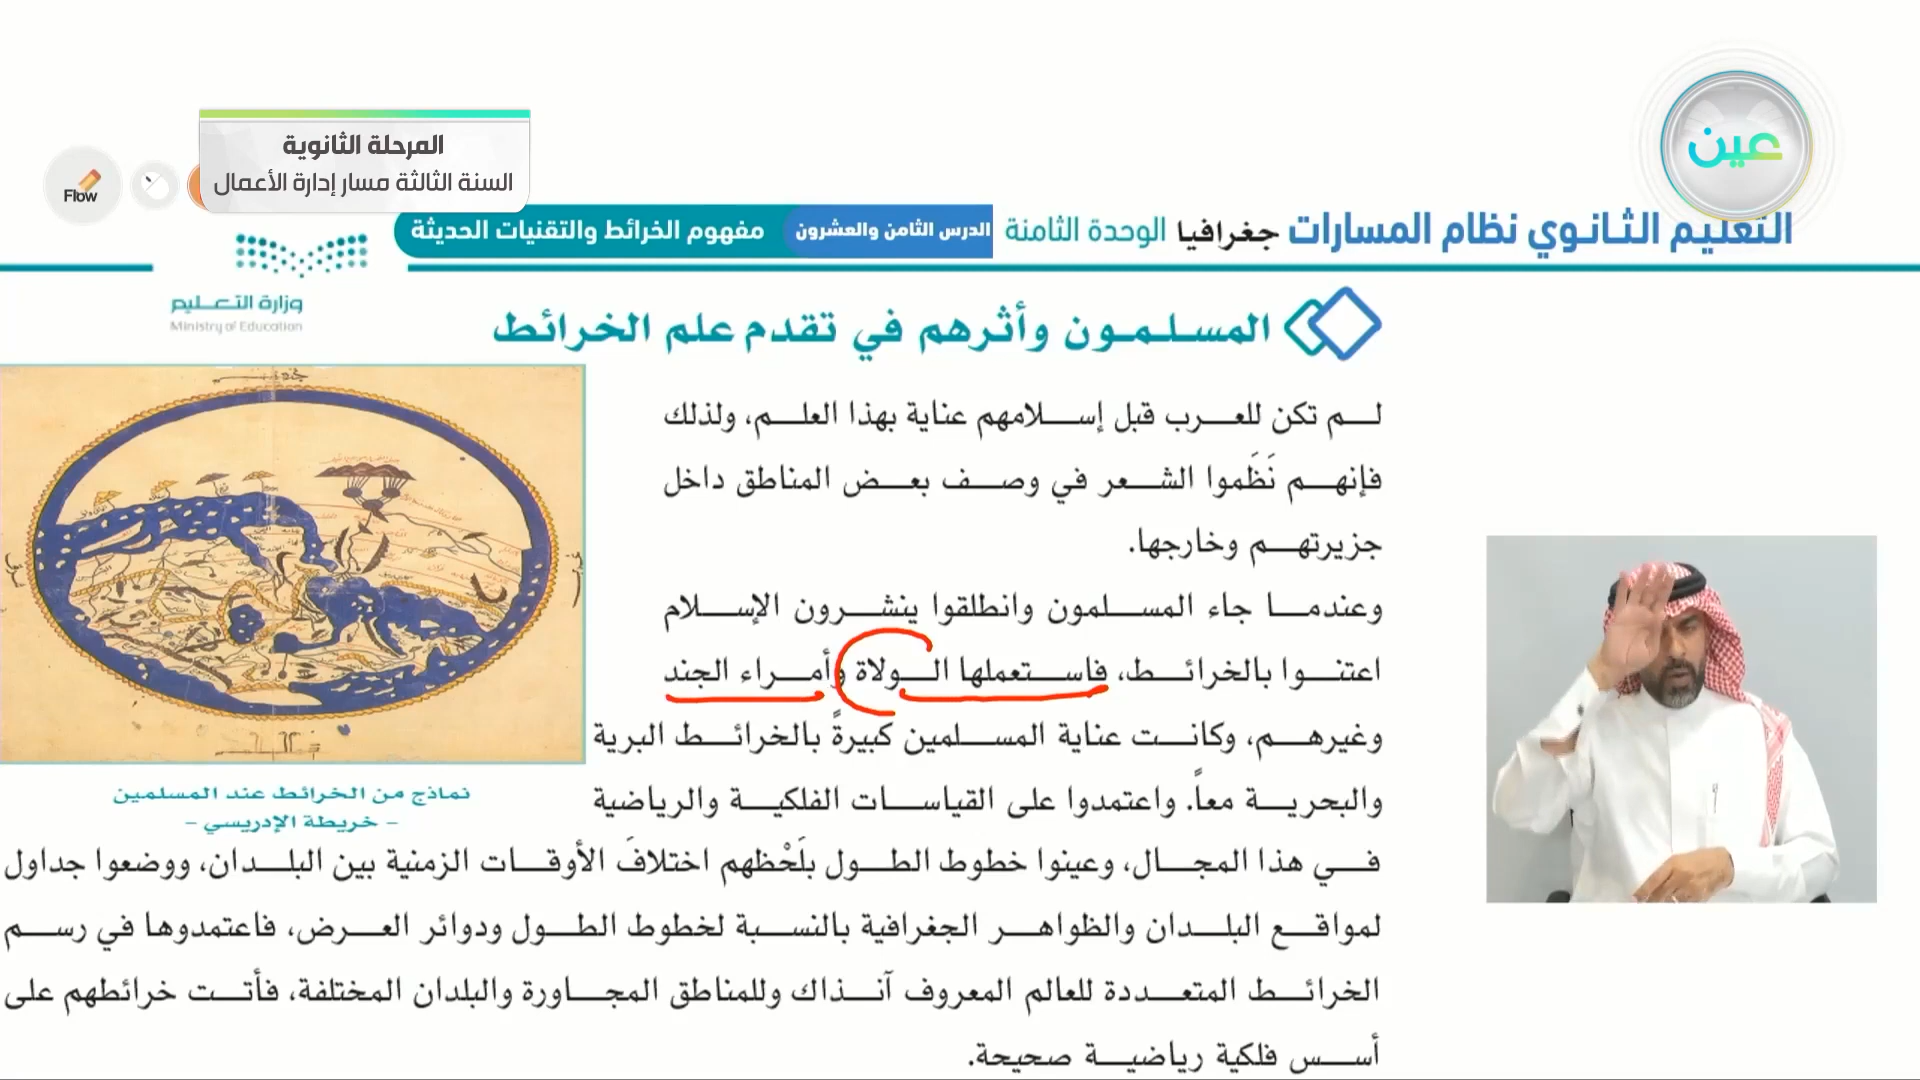 عين
المرحلة الثانوية
السنة الثالثة مسار إدارة الأعمال
Flow
التعليم الثانوي نظام المسارات جغرافيا الوحدة الثامنة الدرس الثامن والعشرون مفهوم الخرائط والتقنيات الحديثة
وزارة التعليم
Ministry of Education
المسلمون وأثرهم في تقدم علم الخرائط
لم تكن للعرب قبل إسلامهم عناية بهذا العلم، ولذلك
فإنهم نَظَموا الشعر في وصف بعض المناطق داخل
جزيرتهم وخارجها.
وعندما جاء المسلمون وانطلقوا ينشرون الإسلام
اعتنوا بالخرائط، فاستعملها الولاة وأمراء الجند
وغيرهم، وكانت عناية المسلمين كبيرةً بالخرائط البرية
والبحرية معاً. واعتمدوا على القياسات الفلكية والرياضية
في هذا المجال، وعينوا خطوط الطول بلَحْظهم اختلافَ الأوقات الزمنية بين البلدان، ووضعوا جداول
لمواقع البلدان والظواهر الجغرافية بالنسبة لخطوط الطول ودوائر العرض، فاعتمدوها في رسم
الخرائط المتعددة للعالم المعروف آنذاك وللمناطق المجاورة والبلدان المختلفة، فأتت خرائطهم على
أسس فلكية رياضية صحيحة.
نماذج من الخرائط عند المسلمين
- خريطة الإدريسي -